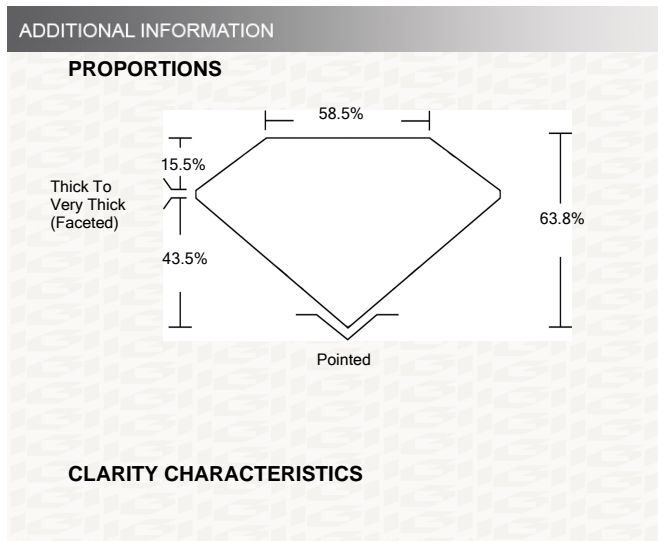 ADDITIONAL INFORMATION
PROPORTIONS
58.5%
15.5%
Thick To
Very Thick
(Faceted)
63.8%
43.5%
Pointed
CLARITY CHARACTERISTICS